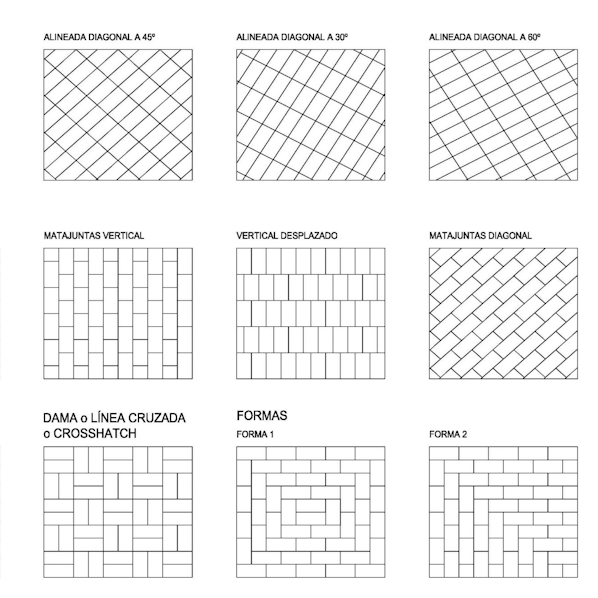 ALINEADA DIAGONAL A 45º
ALINEADA DIAGONAL A 30º
ALINEADA DIAGONAL A 60º
MATAJUNTAS VERTICAL
VERTICAL DESPLAZADO
MATAJUNTAS DIAGONAL
DAMA o LÍNEA CRUZADA
o CROSSHATCH
FORMAS
FORMA 1
FORMA 2